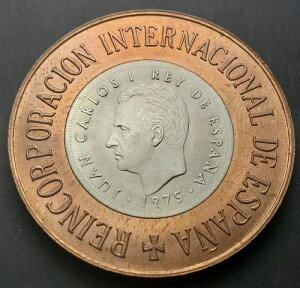 REINCORPORACION INTERNACIONAL DE ESPAÑA
JUAN CARLOS I REY DE ESPAÑA
1975